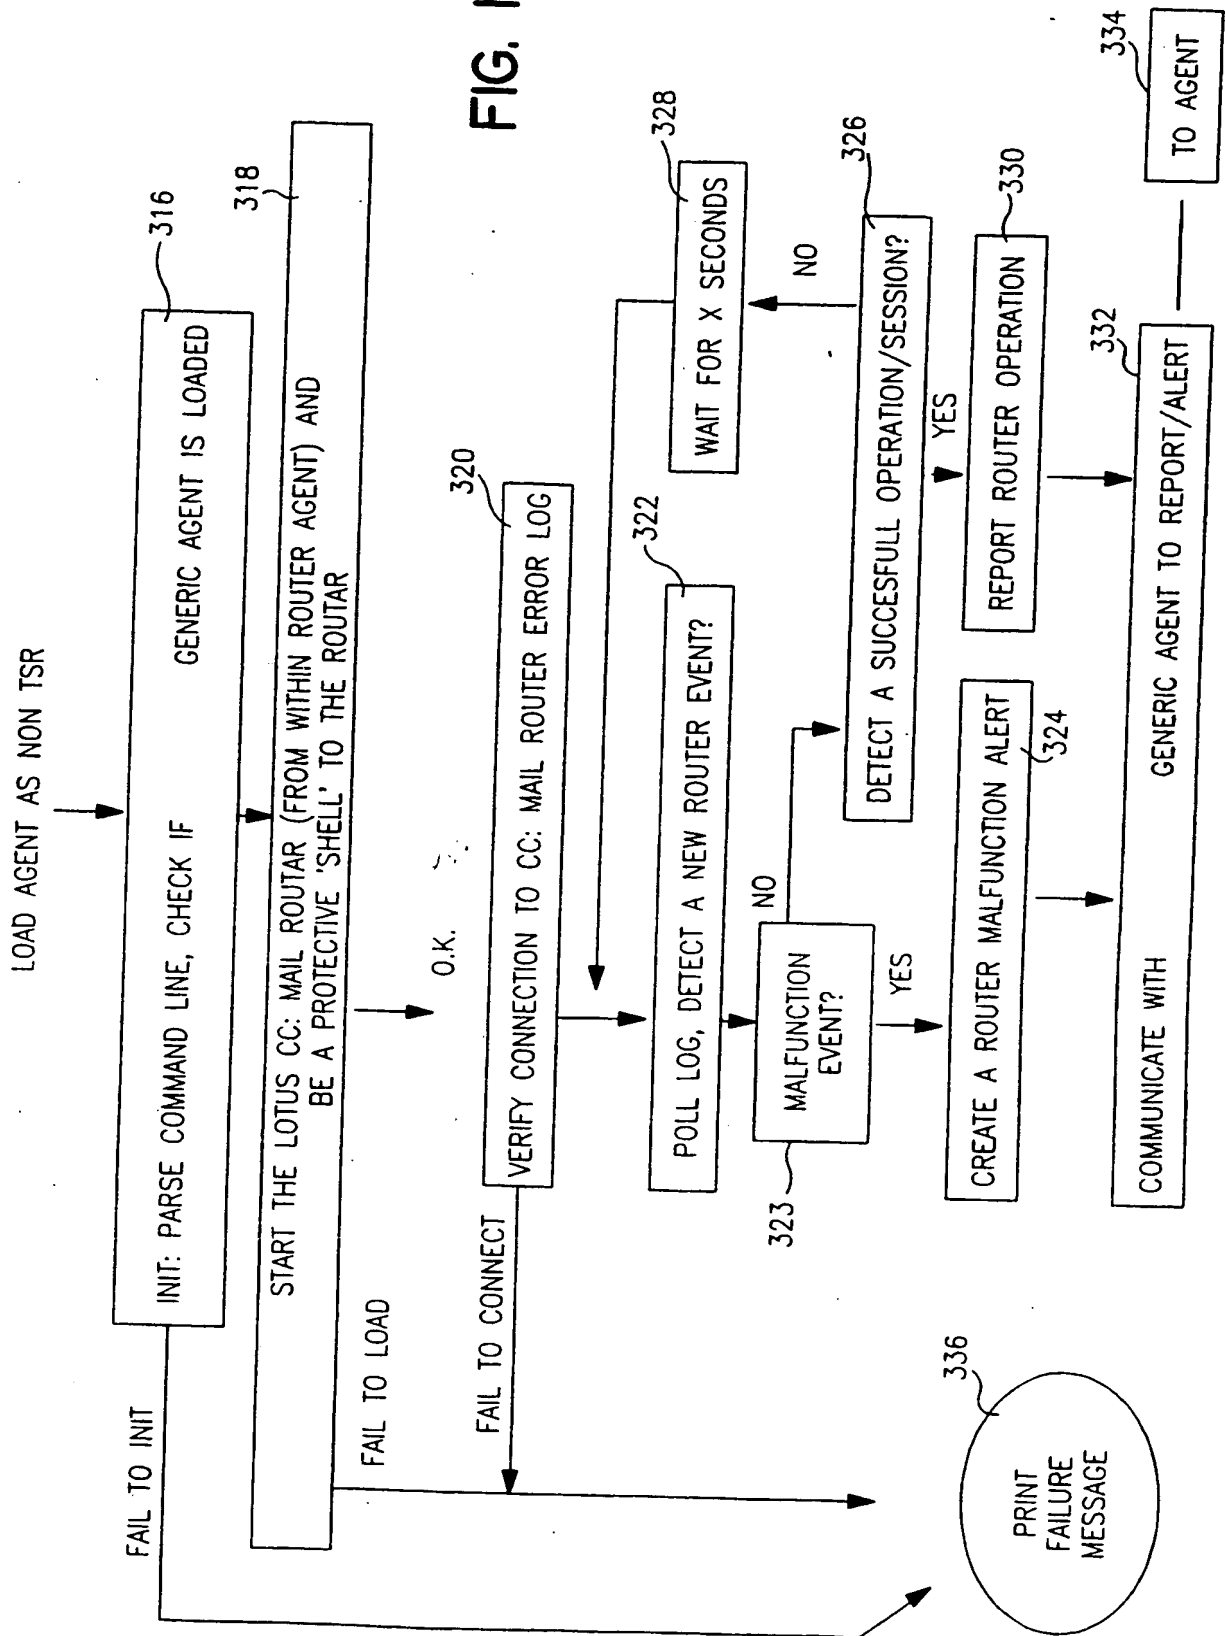 LOAD AGENT AS NON TSR
316
INIT: PARSE COMMAND LINE, CHECK IF GENERIC AGENT IS LOADED
FAIL TO INIT
318
START THE LOTUS CC: MAIL ROUTAR (FROM WITHIN ROUTER AGENT) AND
BE A PROTECTIVE 'SHELL' TO THE ROUTAR
FAIL TO LOAD
O.K.
320
VERIFY CONNECTION TO CC: MAIL ROUTER ERROR LOG
FAIL TO CONNECT
FIG.
328
WAIT FOR X SECONDS
322
POLL LOG, DETECT A NEW ROUTER EVENT?
323
MALFUNCTION
EVENT?
NO
YES
NO
326
DETECT A SUCCESFULL OPERATION/SESSION?
YES
CREATE A ROUTER MALFUNCTION ALERT
324
330
REPORT ROUTER OPERATION
332
COMMUNICATE WITH GENERIC AGENT TO REPORT/ALERT
334
TO AGENT
336
PRINT
FAILURE
MESSAGE